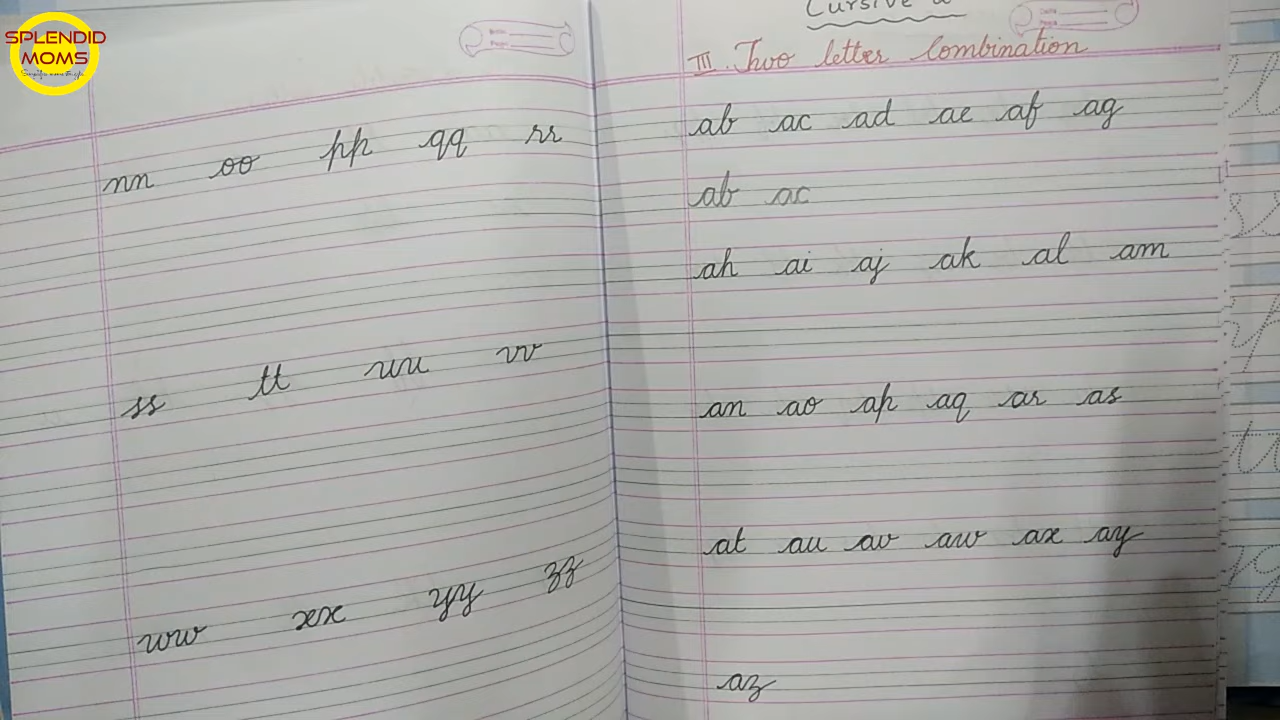 SPLENDID
MOMS
nn oo pp qq rr
ss tt uu vv
ww xx yy zz
Cursive
III. Two letter Combination
ab ac ad ae af ag
ab ac
ah ai aj ak al am
an ao ap aq ar as
at au av aw ax ay
az